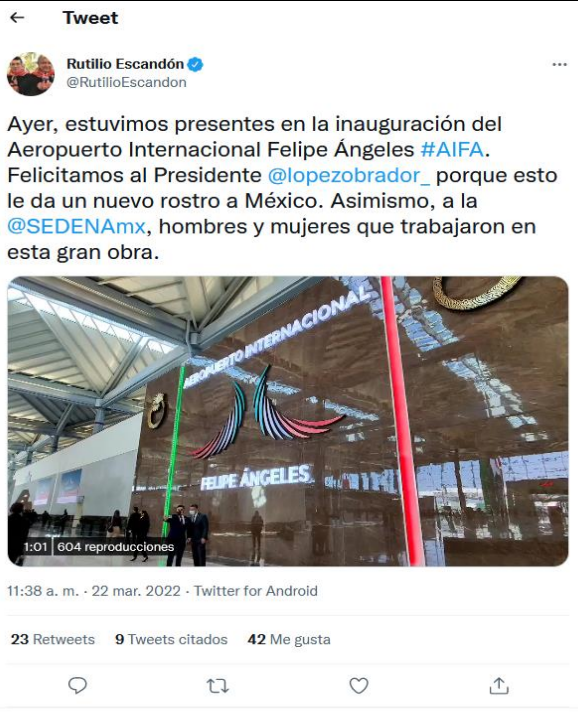 Tweet
Rutilio Escandón
@RutilioEscandon
Ayer, estuvimos presentes en la inauguración del
Aeropuerto Internacional Felipe Ángeles #AIFA.
Felicitamos al Presidente @lopezobrador_ porque esto
le da un nuevo rostro a México. Asimismo, a la
@SEDENAmx, hombres y mujeres que trabajaron en
esta gran obra.
AEROPUERTO INTERNACIONAL
FELIPE ÁNGELES
1:01 604 reproducciones
11:38 a. m. · 22 mar. 2022 · Twitter for Android
23 Retweets 9 Tweets citados 42 Me gusta